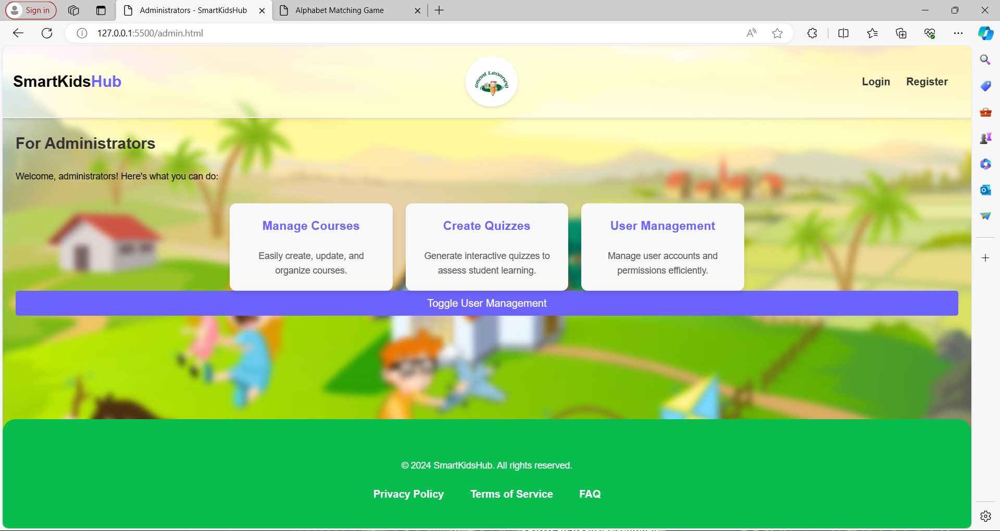 Sign in
Administrators - SmartKidsHub
Alphabet Matching Game
127.0.0.1:5500/admin.html
SmartKidsHub
Smart Learning
Login
Register
For Administrators
Welcome, administrators! Here's what you can do:
Manage Courses
Easily create, update, and
organize courses.
Create Quizzes
Generate interactive quizzes to
assess student learning.
User Management
Manage user accounts and
permissions efficiently.
Toggle User Management
© 2024 SmartKidsHub. All rights reserved.
Privacy Policy
Terms of Service
FAQ